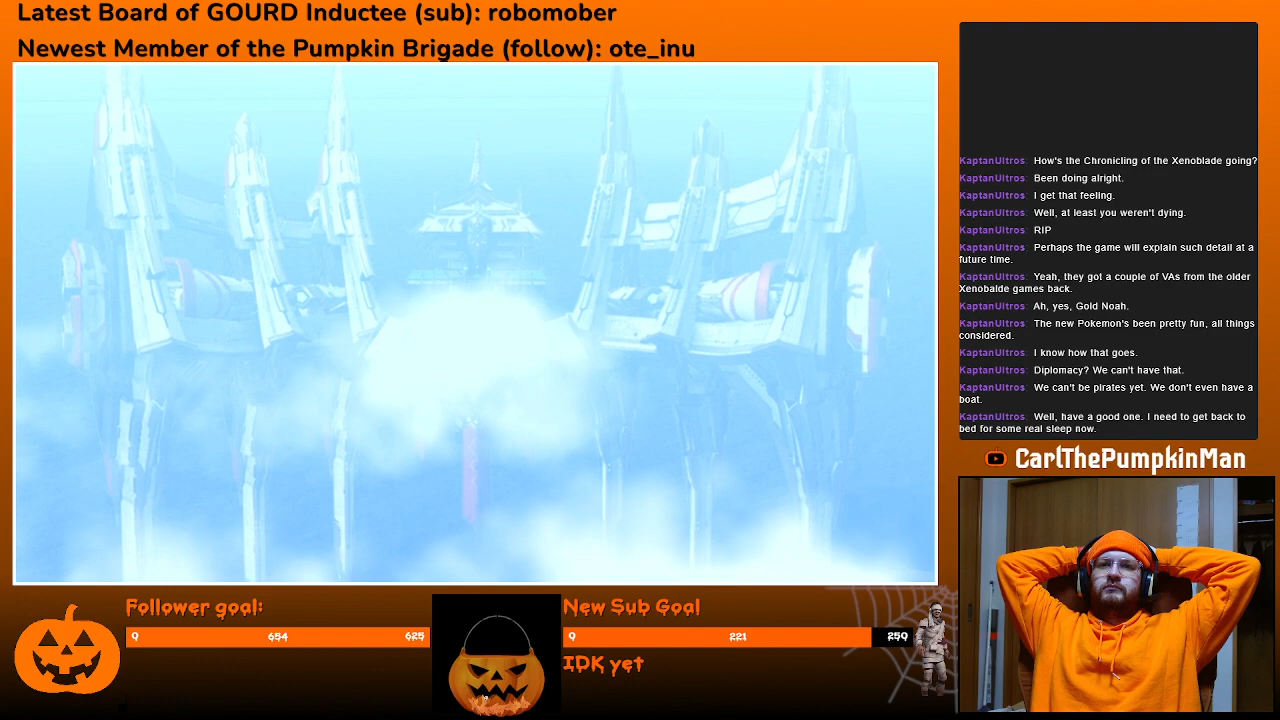 Latest Board of GOURD Inductee (sub): robomober
Newest Member of the Pumpkin Brigade (follow): ote_inu
KaptanUltros: How's the Chronicling of the Xenoblade going?
KaptanUltros: Been doing alright.
KaptanUltros: I get that feeling.
KaptanUltros: Well, at least you weren't dying.
KaptanUltros: RIP
KaptanUltros: Perhaps the game will explain such detail at a
future time.
KaptanUltros: Yeah, they got a couple of VAs from the older
Xenobalde games back.
KaptanUltros: Ah, yes, Gold Noah.
KaptanUltros: The new Pokemon's been pretty fun, all things
considered.
KaptanUltros: I know how that goes.
KaptanUltros: Diplomacy? We can't have that.
KaptanUltros: We can't be pirates yet. We don't even have a
boat.
KaptanUltros: Well, have a good one. I need to get back to
bed for some real sleep now.
CarlThePumpkinMan
Follower goal:
0 654 625
New Sub Goal
0 221 250
IDK yet